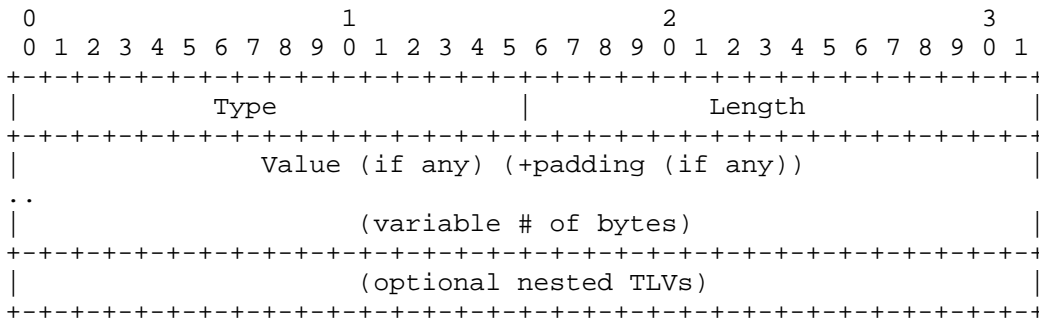 0                   1                   2                   3
 0 1 2 3 4 5 6 7 8 9 0 1 2 3 4 5 6 7 8 9 0 1 2 3 4 5 6 7 8 9 0 1
+-+-+-+-+-+-+-+-+-+-+-+-+-+-+-+-+-+-+-+-+-+-+-+-+-+-+-+-+-+-+-+-+
|            Type               |           Length              |
+-+-+-+-+-+-+-+-+-+-+-+-+-+-+-+-+-+-+-+-+-+-+-+-+-+-+-+-+-+-+-+-+
|               Value (if any) (+padding (if any))              |
..
|                     (variable # of bytes)                     |
+-+-+-+-+-+-+-+-+-+-+-+-+-+-+-+-+-+-+-+-+-+-+-+-+-+-+-+-+-+-+-+-+
|                     (optional nested TLVs)                    |
+-+-+-+-+-+-+-+-+-+-+-+-+-+-+-+-+-+-+-+-+-+-+-+-+-+-+-+-+-+-+-+-+